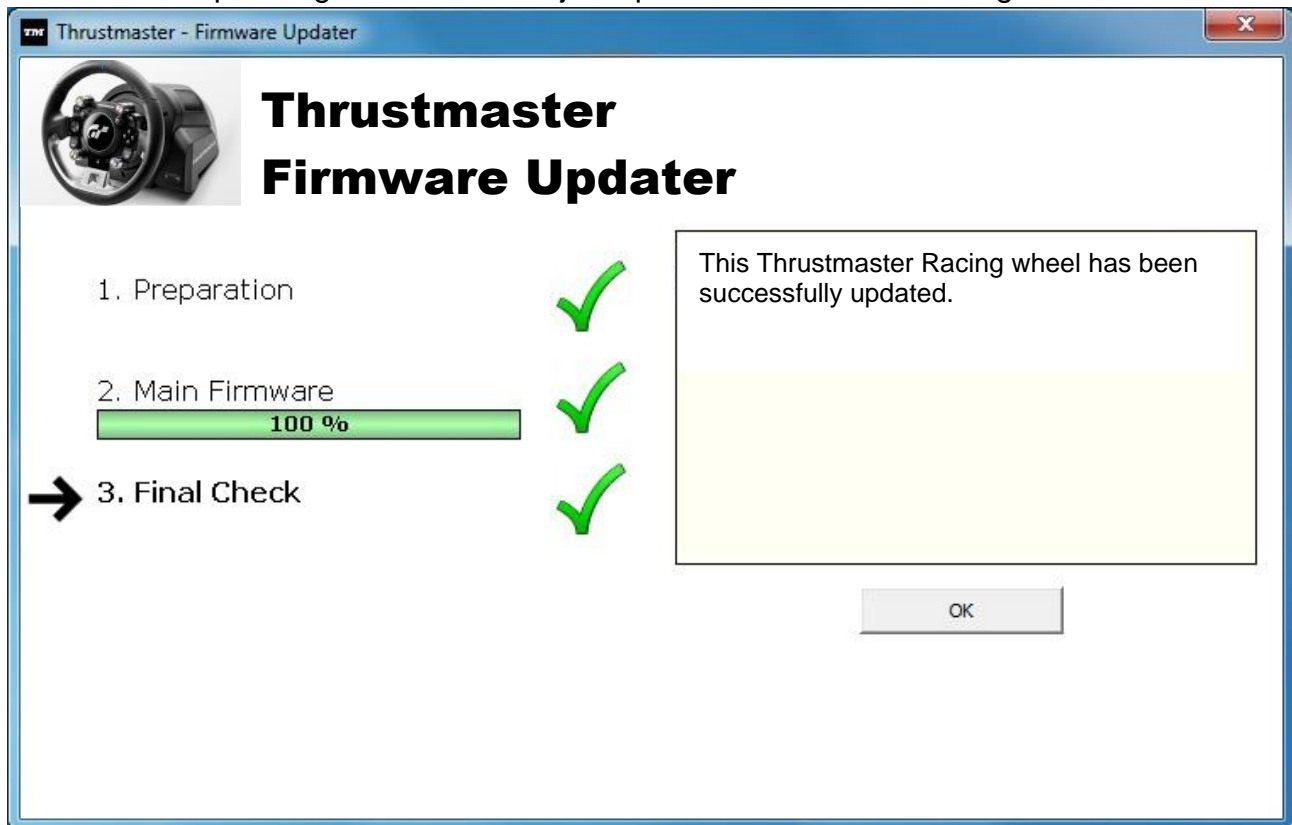 Thrustmaster - Firmware Updater
Thrustmaster
Firmware Updater
1. Preparation
2. Main Firmware
100 %
3. Final Check
This Thrustmaster Racing wheel has been
successfully updated.
OK